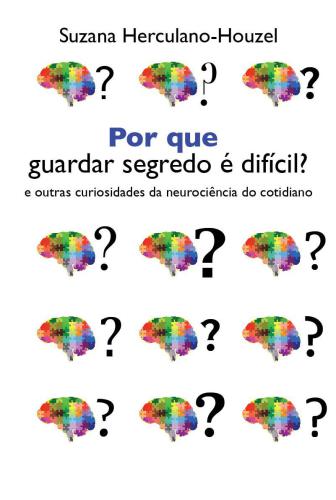 Suzana Herculano-Houzel
? ? ?
Por que
guardar segredo é difícil?
e outras curiosidades da neurociência do cotidiano
? ? ?
? ? ?
? ? ?